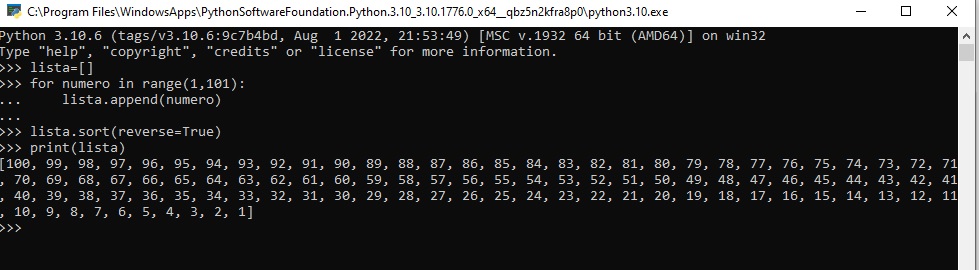 C:\Program Files\WindowsApps\PythonSoftwareFoundation.Python.3.10_3.10.1776.0_x64__qbz5n2kfra8p0\python3.10.exe
Python 3.10.6 (tags/v3.10.6:9c7b4bd, Aug  1 2022, 21:53:49) [MSC v.1932 64 bit (AMD64)] on win32
Type "help", "copyright", "credits" or "license" for more information.
>>> lista=[]
>>> for numero in range(1,101):
...     lista.append(numero)
...
>>> lista.sort(reverse=True)
>>> print(lista)
[100, 99, 98, 97, 96, 95, 94, 93, 92, 91, 90, 89, 88, 87, 86, 85, 84, 83, 82, 81, 80, 79, 78, 77, 76, 75, 74, 73, 72, 71
, 70, 69, 68, 67, 66, 65, 64, 63, 62, 61, 60, 59, 58, 57, 56, 55, 54, 53, 52, 51, 50, 49, 48, 47, 46, 45, 44, 43, 42, 41
, 40, 39, 38, 37, 36, 35, 34, 33, 32, 31, 30, 29, 28, 27, 26, 25, 24, 23, 22, 21, 20, 19, 18, 17, 16, 15, 14, 13, 12, 11
, 10, 9, 8, 7, 6, 5, 4, 3, 2, 1]
>>>